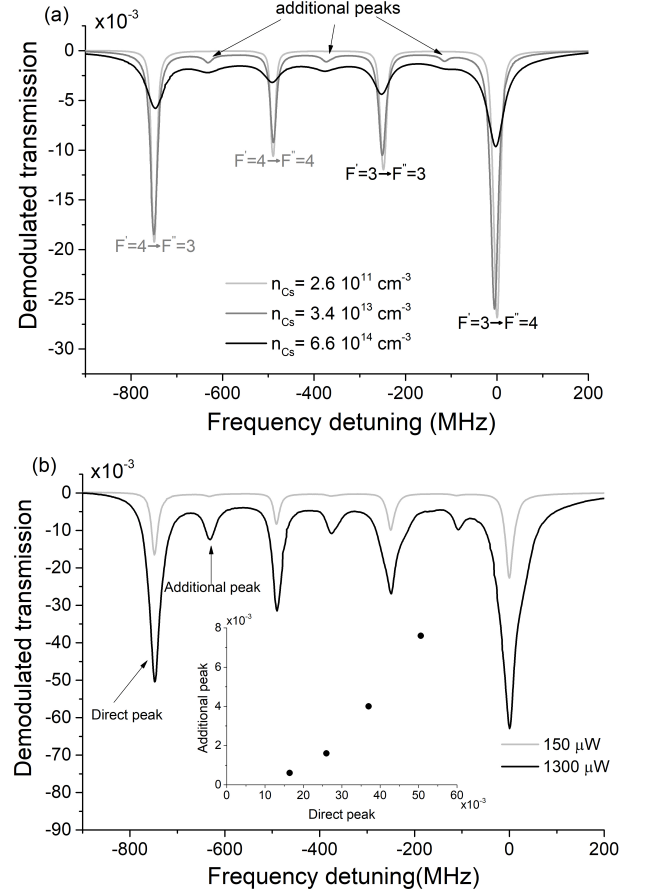 (a)
x10⁻³
additional peaks
0
-5
-10
-15
-20
-25
-30
Demodulated transmission
F'=4→F''=4
F'=3→F''=3
F'=4→F''=3
F'=3→F''=4
n_Cs= 2.6 10¹¹ cm⁻³
n_Cs= 3.4 10¹³ cm⁻³
n_Cs= 6.6 10¹⁴ cm⁻³
-800 -600 -400 -200 0 200
Frequency detuning (MHz)
(b)
x10⁻³
0
-10
-20
-30
-40
-50
-60
-70
-80
-90
Demodulated transmission
Additional peak
Direct peak
x10⁻³
8
6
4
2
0
Additional peak
0 10 20 30 40 50 60
x10⁻³
Direct peak
150 μW
1300 μW
-800 -600 -400 -200 0 200
Frequency detuning(MHz)